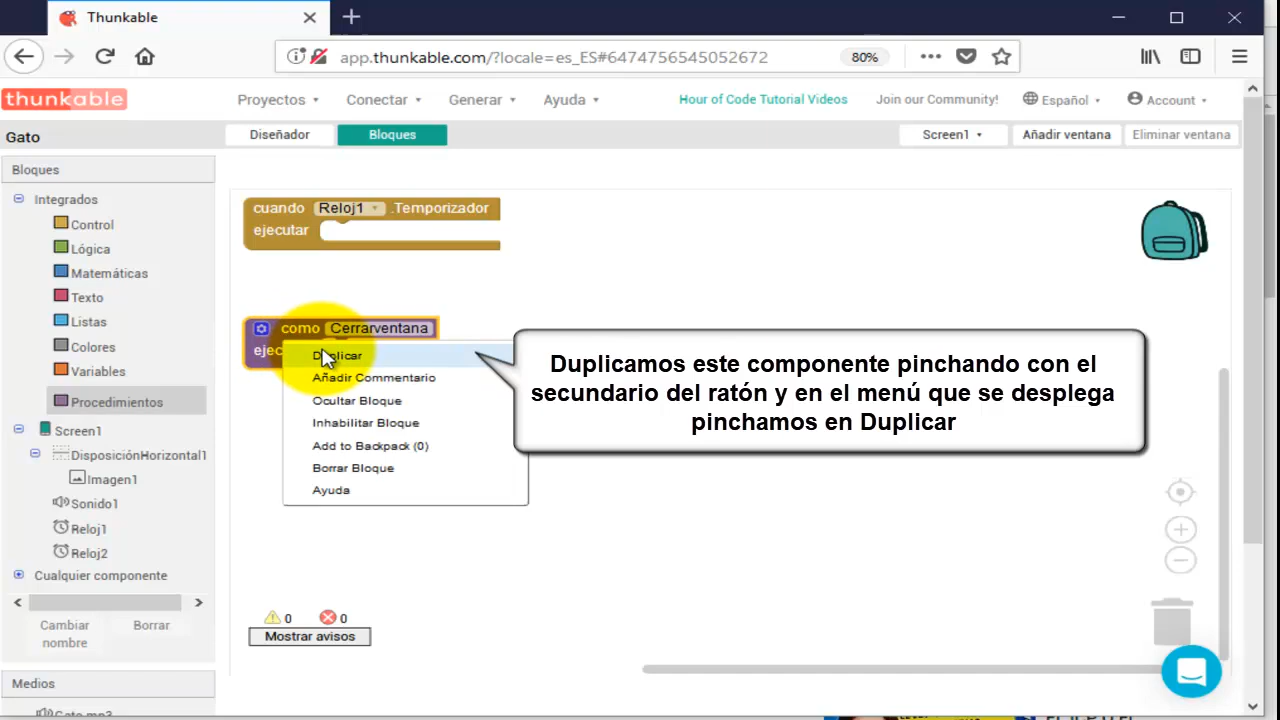 Thunkable
app.thunkable.com/?locale=es_ES#6474756545052672
80%
thunkable
Proyectos
Conectar
Generar
Ayuda
Hour of Code Tutorial Videos
Join our Community!
Español
Account
Gato
Diseñador
Bloques
Screen1
Añadir ventana
Eliminar ventana
Bloques
Integrados
Control
Lógica
Matemáticas
Texto
Listas
Colores
Variables
Procedimientos
Screen1
DisposiciónHorizontal1
Imagen1
Sonido1
Reloj1
Reloj2
Cualquier componente
Cambiar
nombre
Borrar
Medios
Gato.mp3
cuando Reloj1 .Temporizador
ejecutar
como Cerrarventana
Duplicar
Añadir Commentario
Ocultar Bloque
Inhabilitar Bloque
Add to Backpack (0)
Borrar Bloque
Ayuda
Duplicamos este componente pinchando con el
secundario del ratón y en el menú que se desplega
pinchamos en Duplicar
0 0
Mostrar avisos